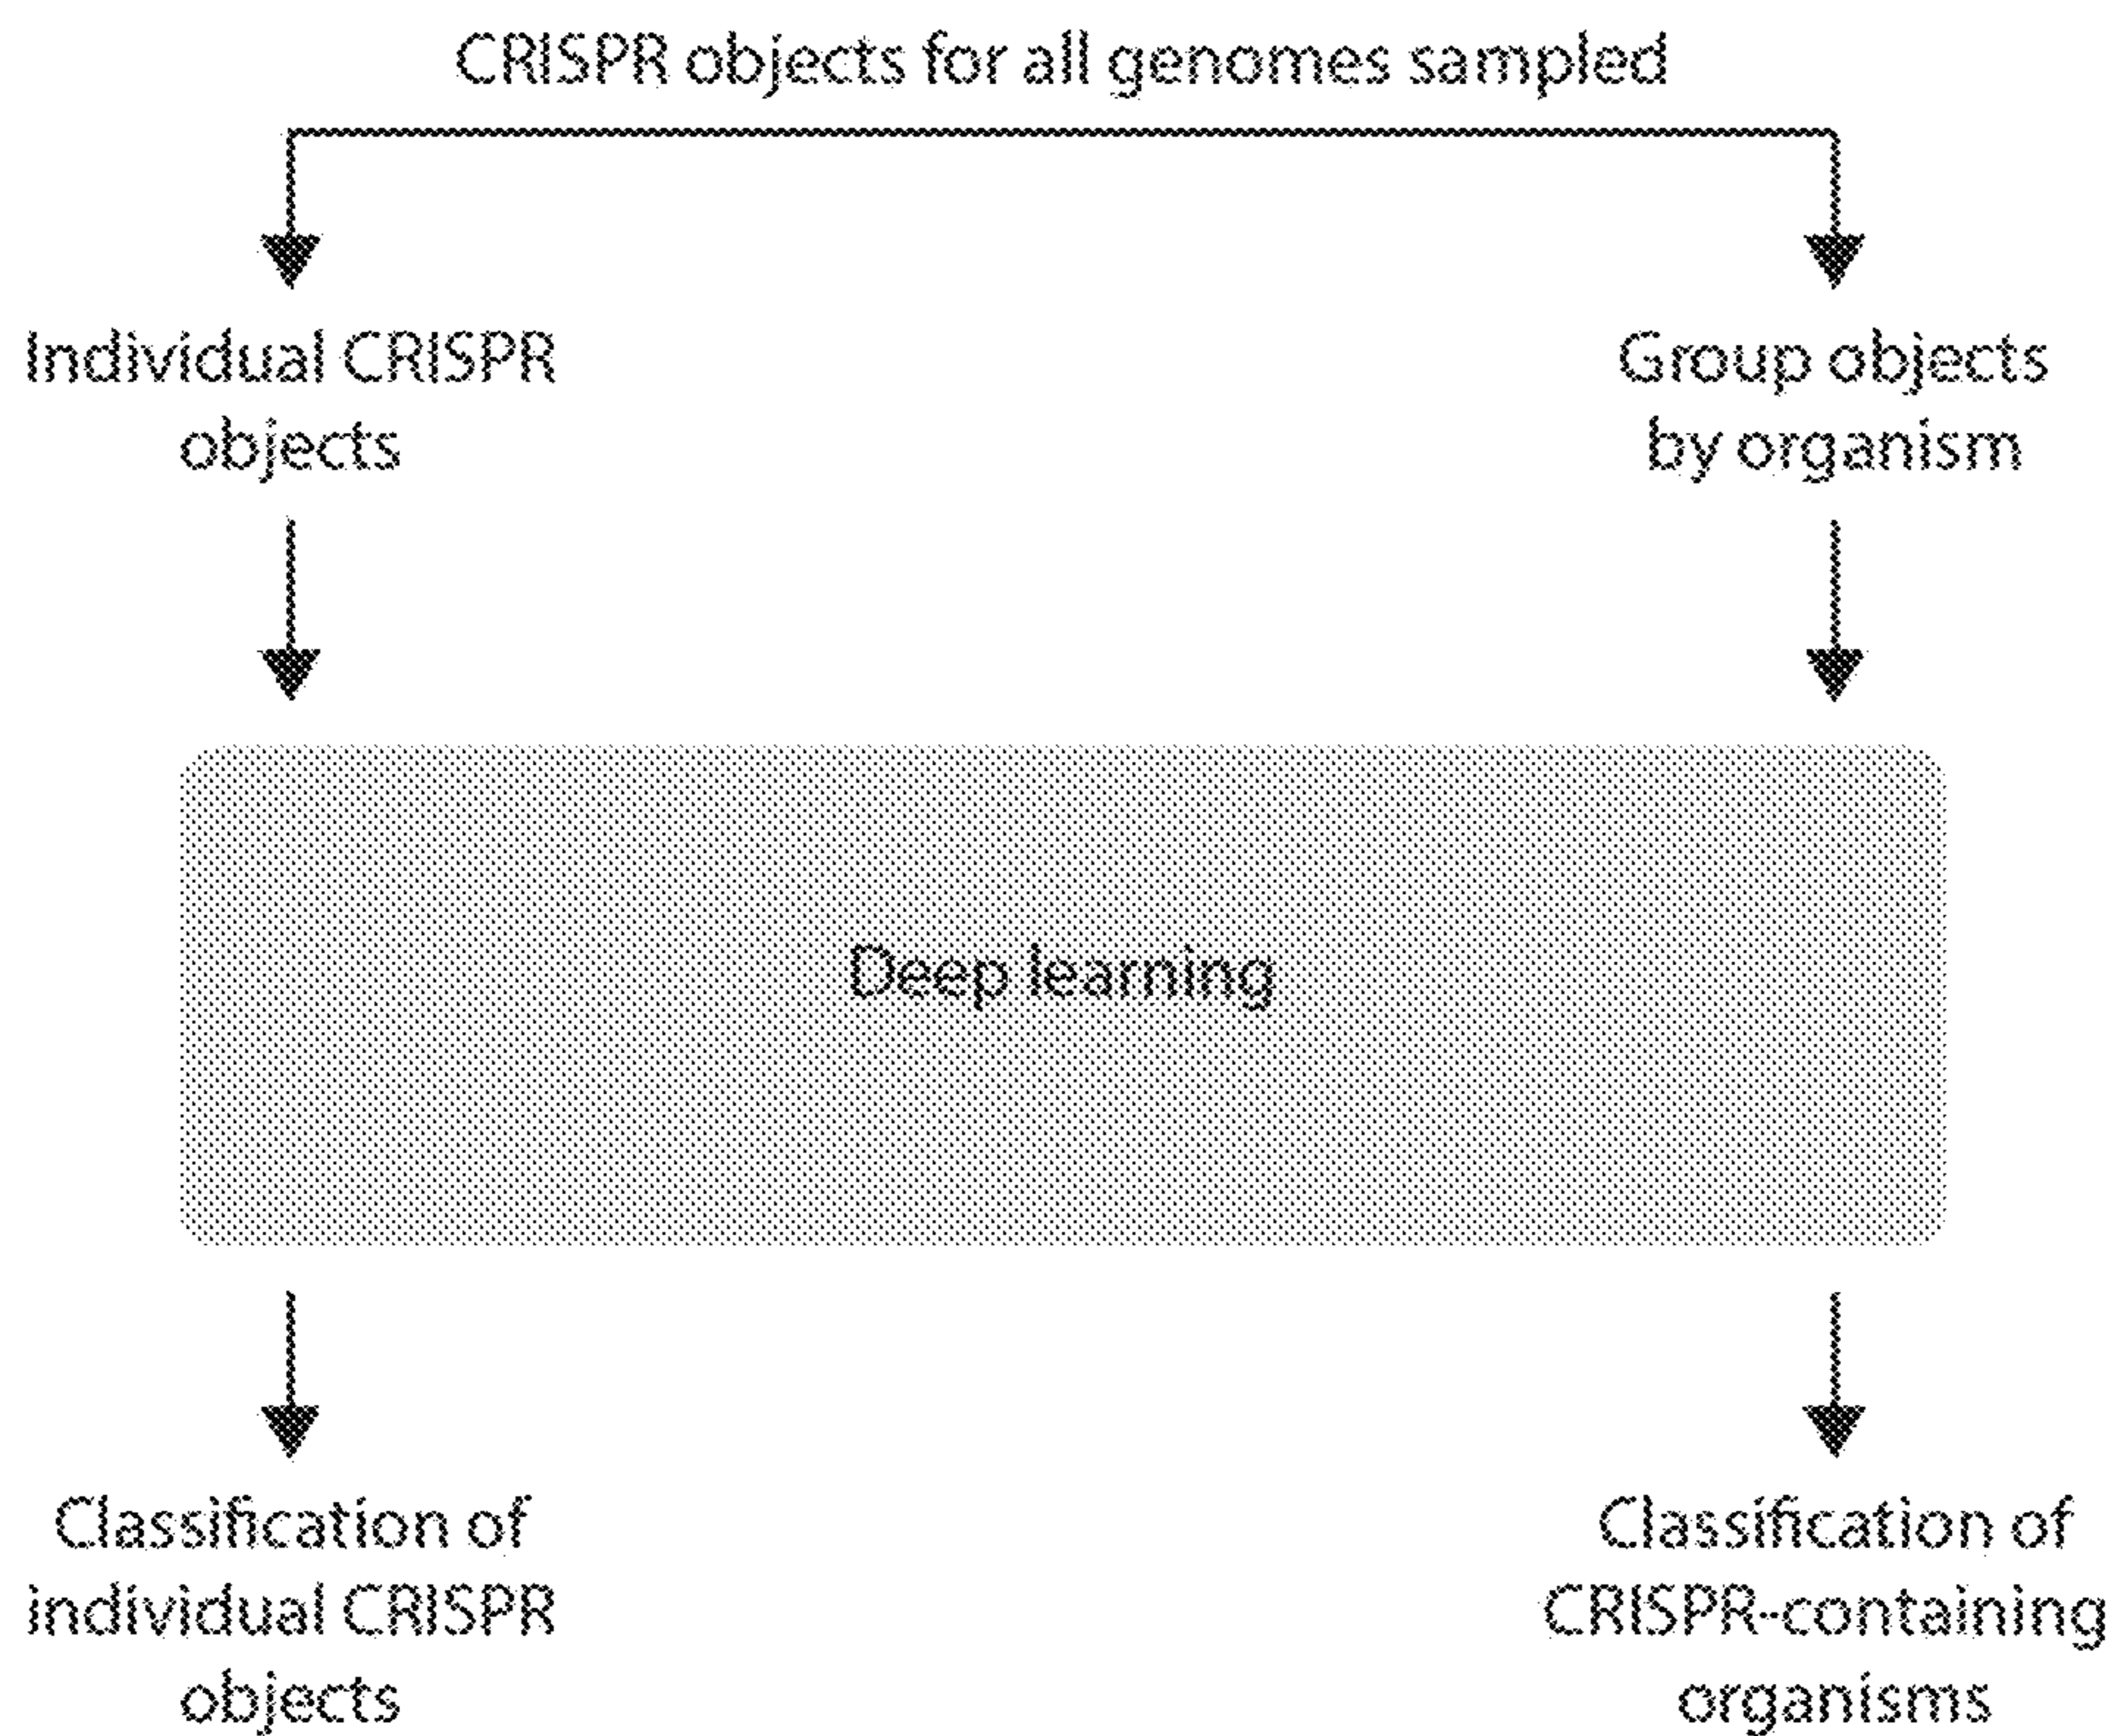 CRISPR objects for all genomes sampled
Individual CRISPR
objects
Group objects
by organism
Deep learning
Classification of
individual CRISPR
objects
Classification of
CRISPR-containing
organisms